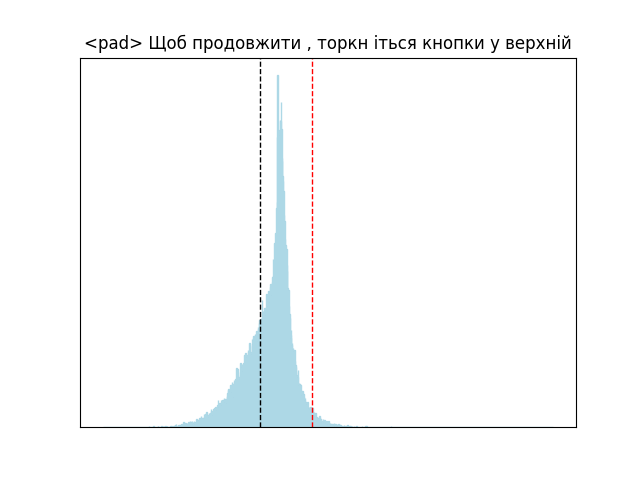 <pad> Щоб продовжити , торкн іться кнопки у верхній